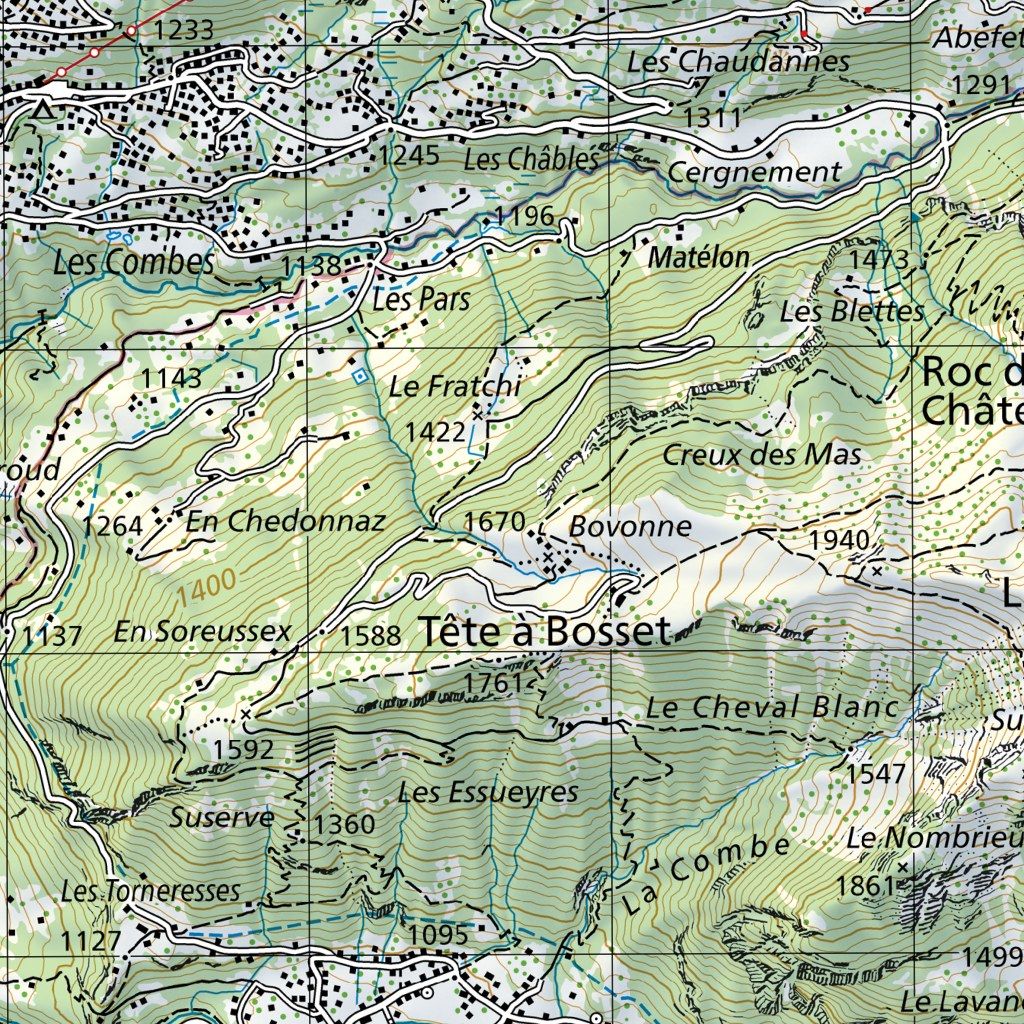 1233
Les Chaudannes
1291
1311
1245
Les Châbles
Cergnement
1196
Les Combes
1138
Matélon
1473
Les Pars
Les Blettes
1143
Le Fratchi
Roc d
Châte
1422
Creux des Mas
roud
1264
En Chedonnaz
1670
Bovonne
1940
1400
1137
En Soreussex
1588
Tête à Bosset
L
1761
Le Cheval Blanc
Su
1592
1547
Les Essueyres
Suserve
1360
Le Nombrieu
La Combe
1861
Les Torneresses
1127
1095
1499
Le Lavan